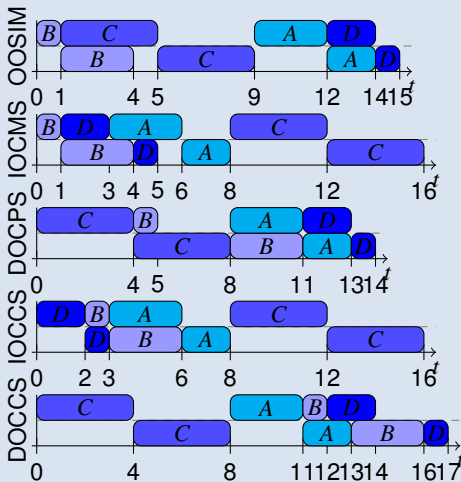 OOSIM
B C A D
B C A D
0 1 4 5 9 12 14 15 t
IOCMS
B D A C
B D A C
0 1 3 4 5 6 8 12 16 t
DOCPS
C B A D
C B A D
0 4 5 8 11 13 14 t
IOCCS
D B A C
D B A C
0 2 3 6 8 12 16 t
DOCCS
C A B D
C A B D
0 4 8 11 12 13 14 16 17 t